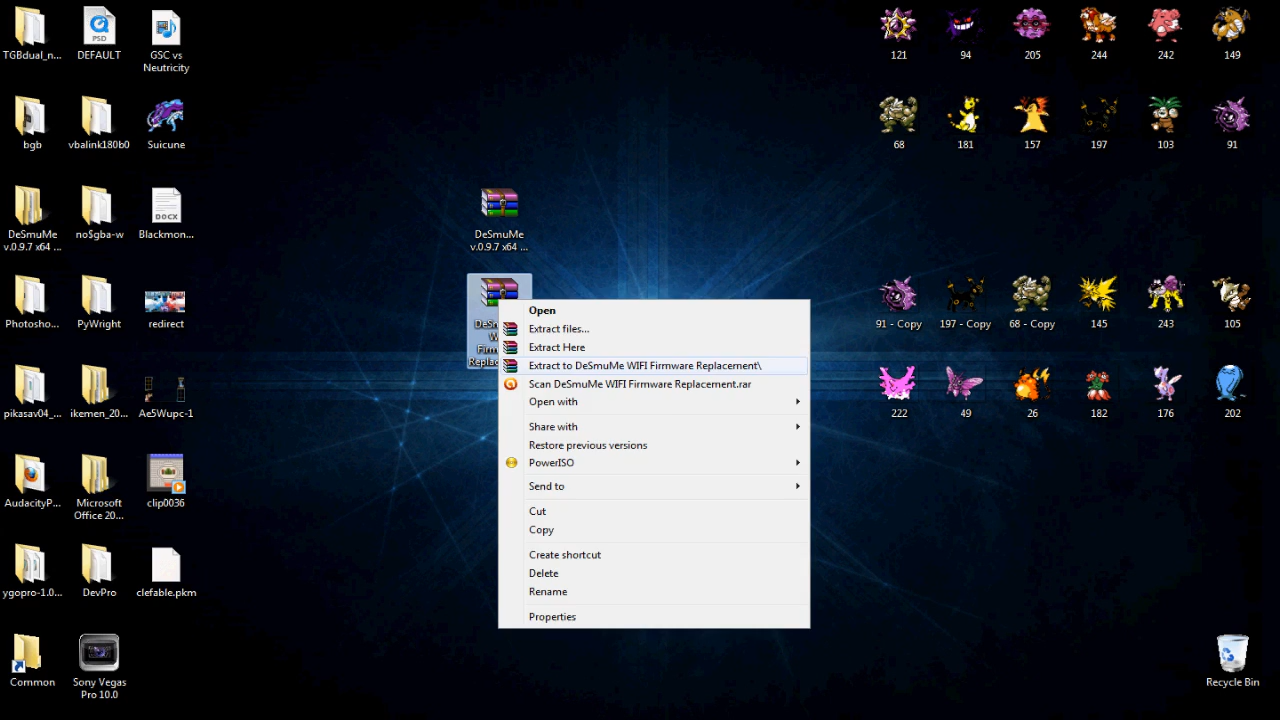 TGBdual_n...
DEFAULT
GSC vs
Neutricity
bgb
vbalink180b0
Suicune
DeSmuMe
v.0.9.7 x64 ...
no$gba-w
Blackmon...
DOCX
PSD
Photosho...
PyWright
redirect
pikasav04_...
ikemen_20...
Ae5Wupc-1
AudacityP...
Microsoft
Office 20...
clip0036
ygopro-1.0...
DevPro
clefable.pkm
Common
Sony Vegas
Pro 10.0
DeSmuMe
v.0.9.7 x64 ...
Open
Extract files...
Extract Here
Extract to DeSmuMe WIFI Firmware Replacement\
Scan DeSmuMe WIFI Firmware Replacement.rar
Open with
Share with
Restore previous versions
PowerISO
Send to
Cut
Copy
Create shortcut
Delete
Rename
Properties
121
94
205
244
242
149
68
181
157
197
103
91
91 - Copy
197 - Copy
68 - Copy
145
243
105
222
49
26
182
176
202
Recycle Bin